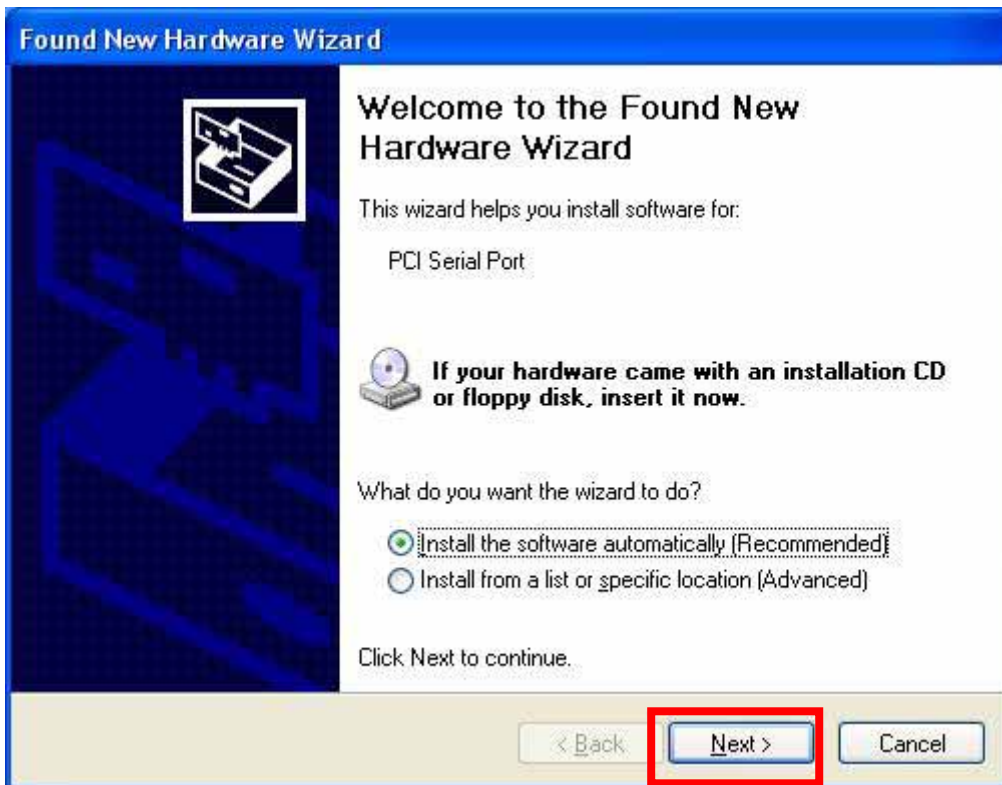 Found New Hardware Wizard
Welcome to the Found New
Hardware Wizard
This wizard helps you install software for:
PCI Serial Port
If your hardware came with an installation CD
or floppy disk, insert it now.
What do you want the wizard to do?
Install the software automatically (Recommended)
Install from a list or specific location (Advanced)
Click Next to continue.
< Back
Next >
Cancel